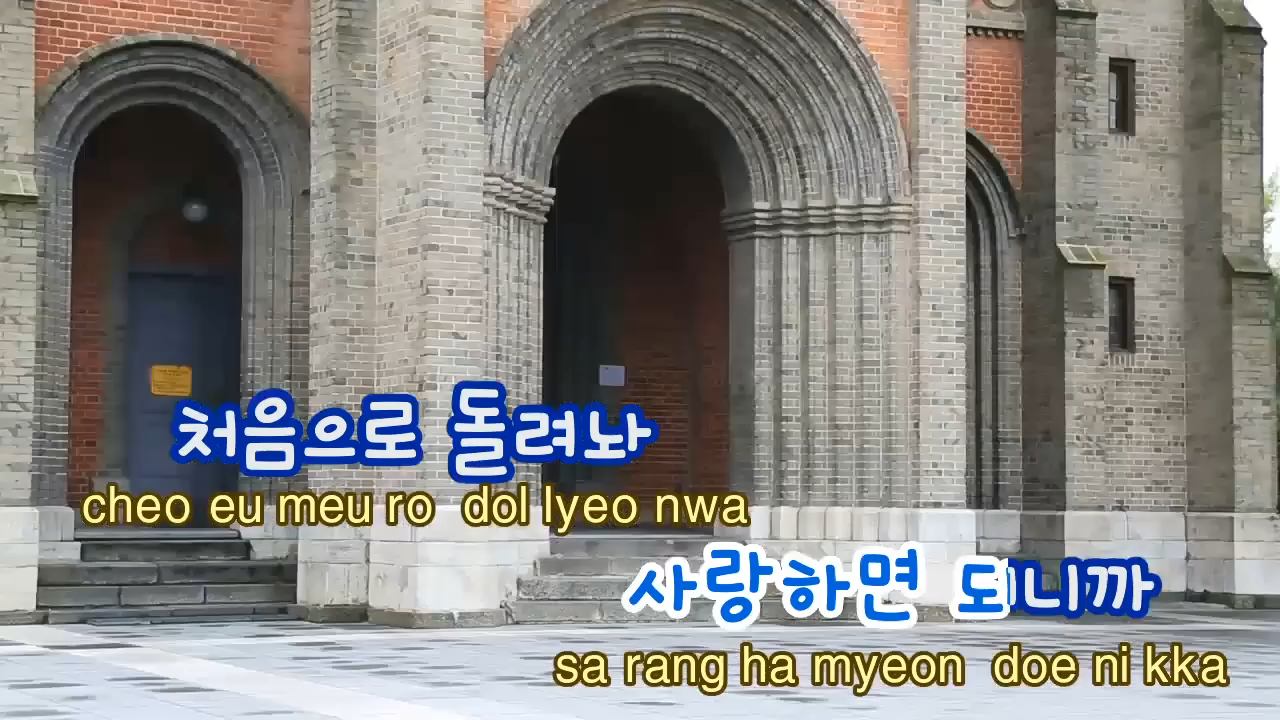 처음으로 돌려놔
cheo eu meu ro dol lyeo nwa
사랑하면 되니까
sa rang ha myeon doe ni kka